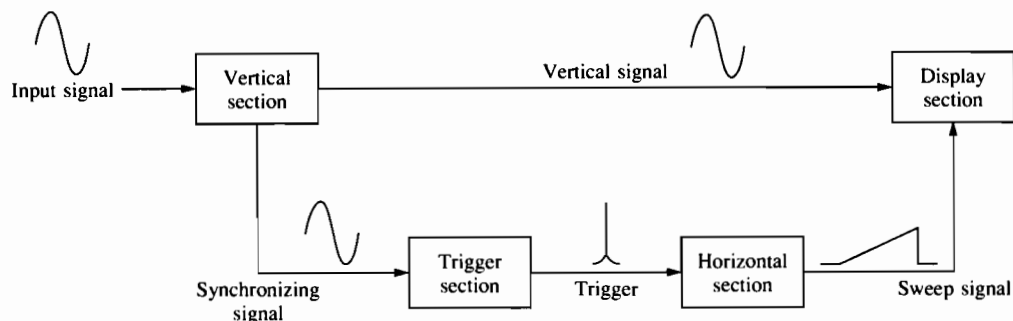 Input signal
Vertical
section
Vertical signal
Display
section
Synchronizing
signal
Trigger
section
Trigger
Horizontal
section
Sweep signal